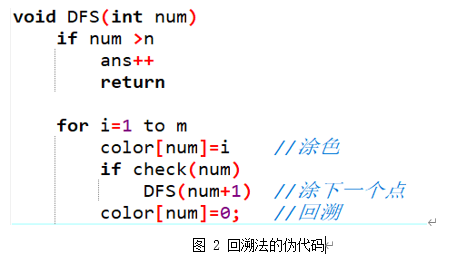 void DFS(int num)
    if num >n
        ans++
        return

    for i=1 to m
        color[num]=i    //涂色
        if check(num)
            DFS(num+1)  //涂下一个点
        color[num]=0;   //回溯
图 2 回溯法的伪代码